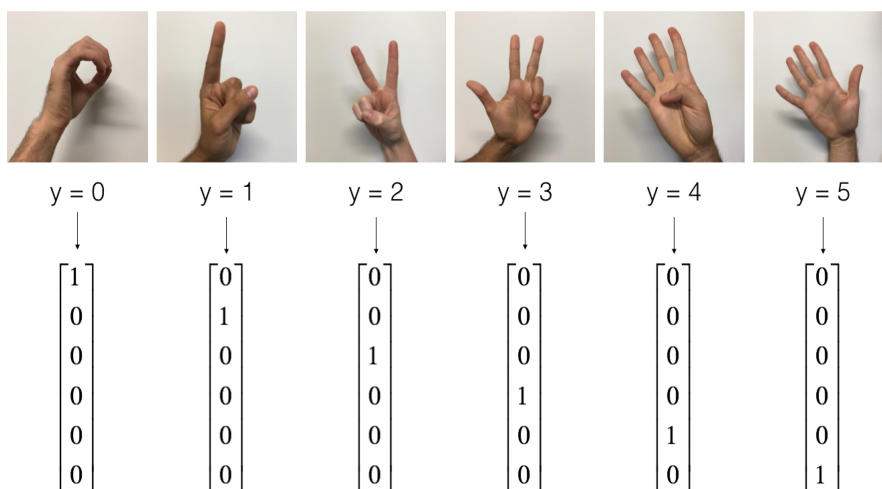 y = 0 y = 1 y = 2 y = 3 y = 4 y = 5
1 0 0 0 0 0
0 1 0 0 0 0
0 0 1 0 0 0
0 0 0 1 0 0
0 0 0 0 1 0
0 0 0 0 0 1